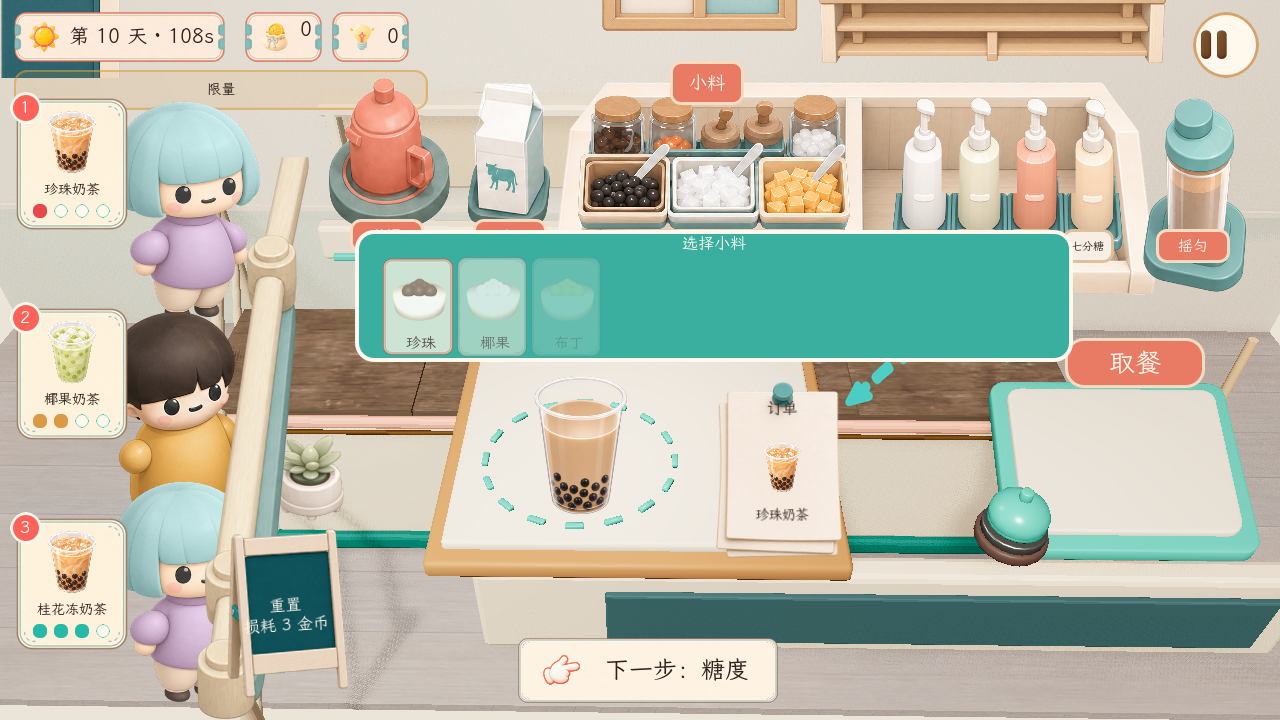 第 10 天・108s
0
0
限量
小料
1
珍珠奶茶
2
椰果奶茶
3
桂花冻奶茶
选择小料
珍珠
椰果
布丁
七分糖
摇匀
取餐
订单
珍珠奶茶
重置
损耗 3 金币
下一步：糖度